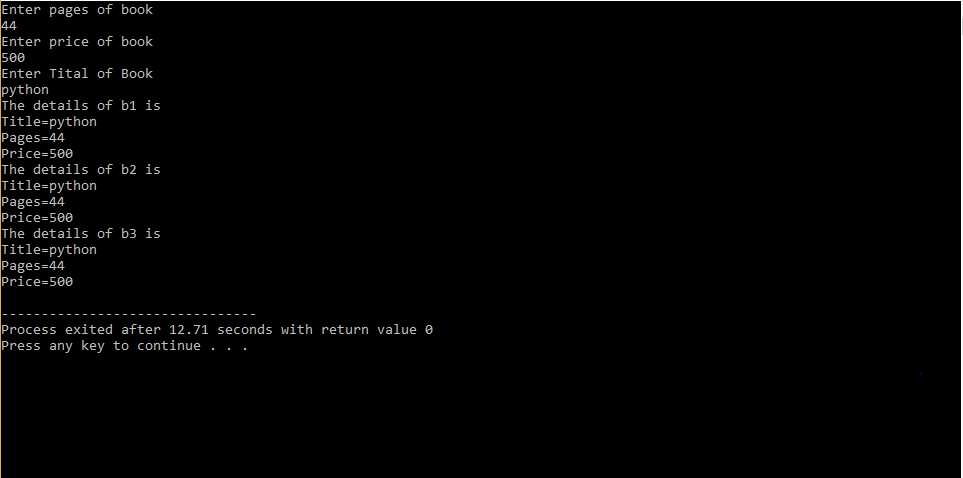 Enter pages of book
44
Enter price of book
500
Enter Tital of Book
python
The details of b1 is
Title=python
Pages=44
Price=500
The details of b2 is
Title=python
Pages=44
Price=500
The details of b3 is
Title=python
Pages=44
Price=500
--------------------------------
Process exited after 12.71 seconds with return value 0
Press any key to continue . . .